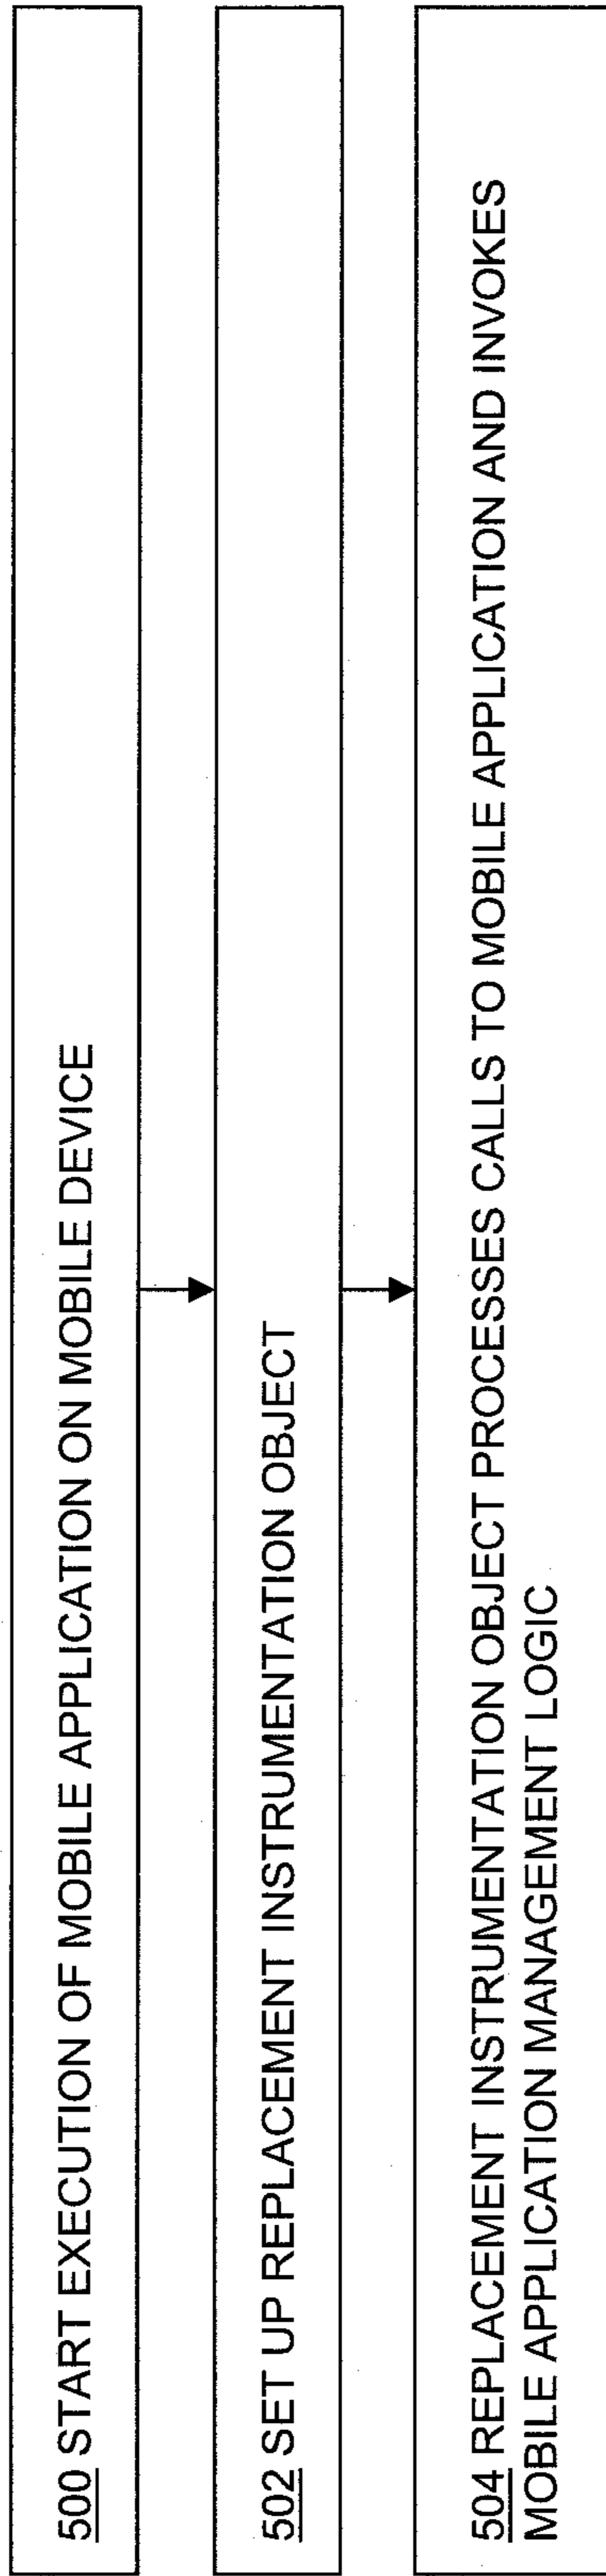 500 START EXECUTION OF MOBILE APPLICATION ON MOBILE DEVICE
502 SET UP REPLACEMENT INSTRUMENTATION OBJECT
504 REPLACEMENT INSTRUMENTATION OBJECT PROCESSES CALLS TO MOBILE APPLICATION AND INVOKES
MOBILE APPLICATION MANAGEMENT LOGIC